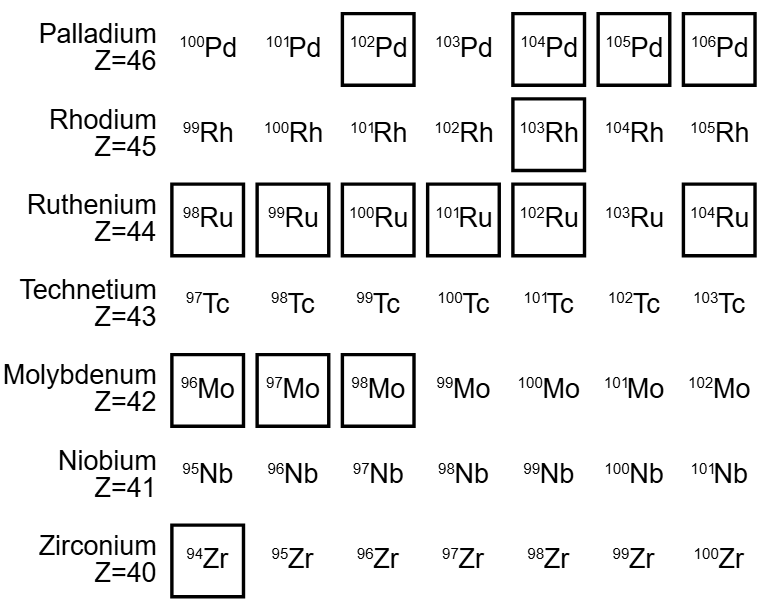 Palladium
Z=46
¹⁰⁰Pd ¹⁰¹Pd ¹⁰²Pd ¹⁰³Pd ¹⁰⁴Pd ¹⁰⁵Pd ¹⁰⁶Pd
Rhodium
Z=45
⁹⁹Rh ¹⁰⁰Rh ¹⁰¹Rh ¹⁰²Rh ¹⁰³Rh ¹⁰⁴Rh ¹⁰⁵Rh
Ruthenium
Z=44
⁹⁸Ru ⁹⁹Ru ¹⁰⁰Ru ¹⁰¹Ru ¹⁰²Ru ¹⁰³Ru ¹⁰⁴Ru
Technetium
Z=43
⁹⁷Tc ⁹⁸Tc ⁹⁹Tc ¹⁰⁰Tc ¹⁰¹Tc ¹⁰²Tc ¹⁰³Tc
Molybdenum
Z=42
⁹⁶Mo ⁹⁷Mo ⁹⁸Mo ⁹⁹Mo ¹⁰⁰Mo ¹⁰¹Mo ¹⁰²Mo
Niobium
Z=41
⁹⁵Nb ⁹⁶Nb ⁹⁷Nb ⁹⁸Nb ⁹⁹Nb ¹⁰⁰Nb ¹⁰¹Nb
Zirconium
Z=40
⁹⁴Zr ⁹⁵Zr ⁹⁶Zr ⁹⁷Zr ⁹⁸Zr ⁹⁹Zr ¹⁰⁰Zr